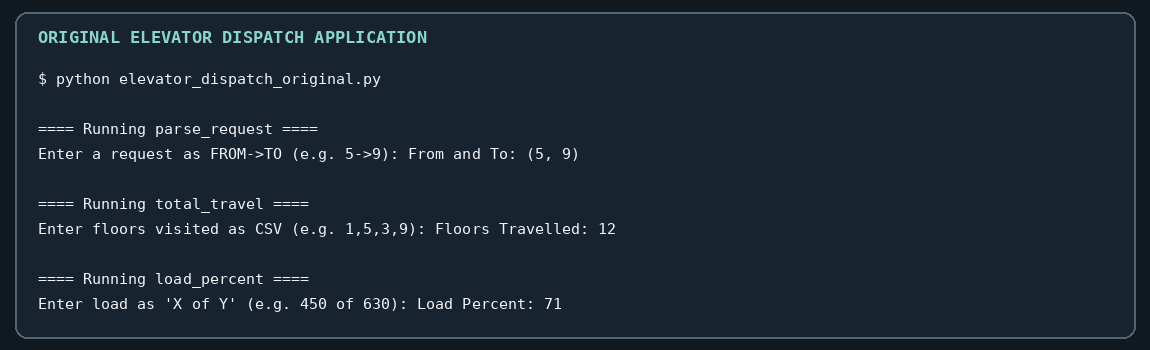 ORIGINAL ELEVATOR DISPATCH APPLICATION
$ python elevator_dispatch_original.py
==== Running parse_request ====
Enter a request as FROM->TO (e.g. 5->9): From and To: (5, 9)
==== Running total_travel ====
Enter floors visited as CSV (e.g. 1,5,3,9): Floors Travelled: 12
==== Running load_percent ====
Enter load as 'X of Y' (e.g. 450 of 630): Load Percent: 71